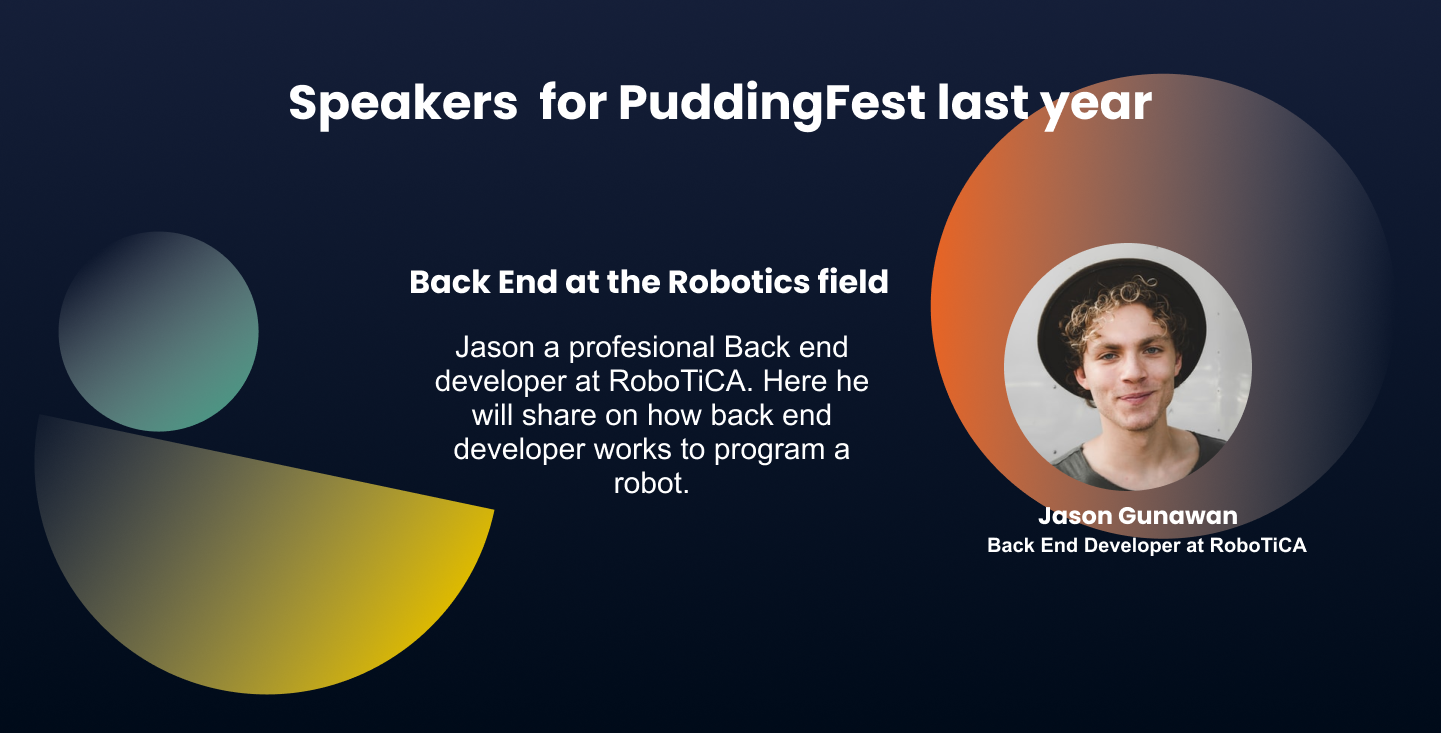 Speakers  for PuddingFest last year
Back End at the Robotics field
Jason a profesional Back end
developer at RoboTiCA. Here he
will share on how back end
developer works to program a
robot.
Jason Gunawan
Back End Developer at RoboTiCA